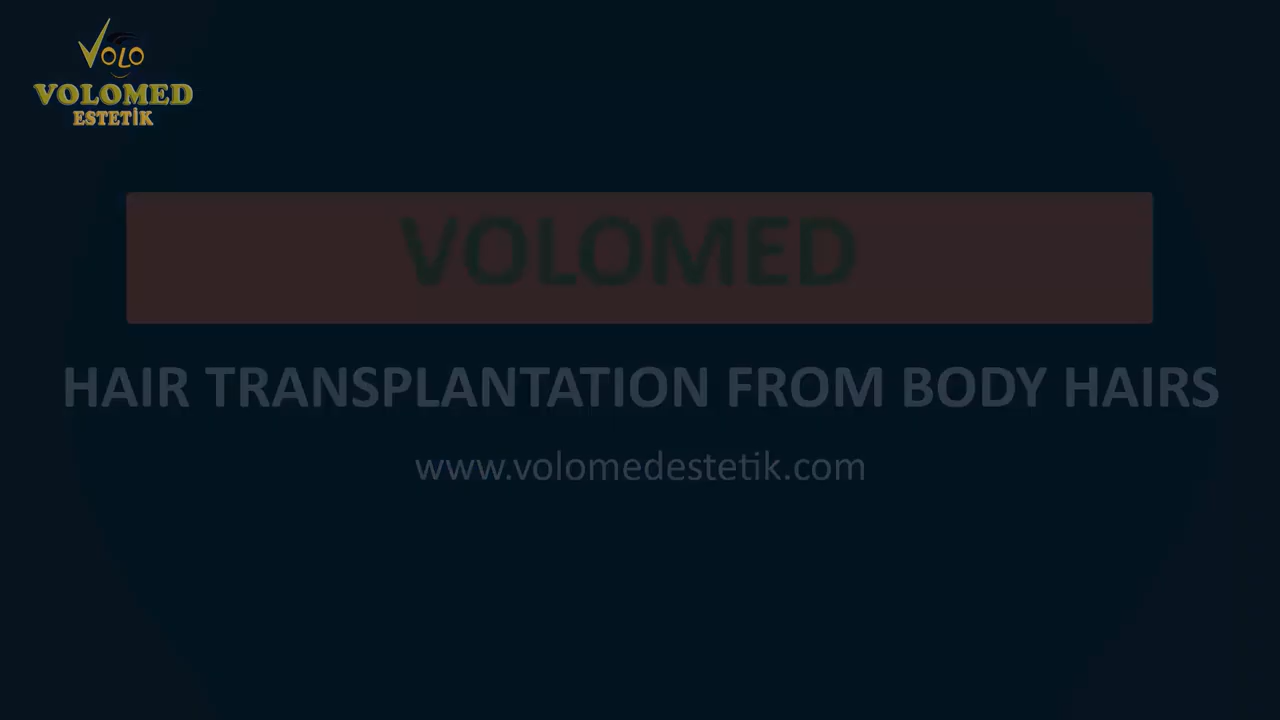 VOLO
VOLOMED
ESTETİK
VOLOMED
HAIR TRANSPLANTATION FROM BODY HAIRS
www.volomedestetik.com